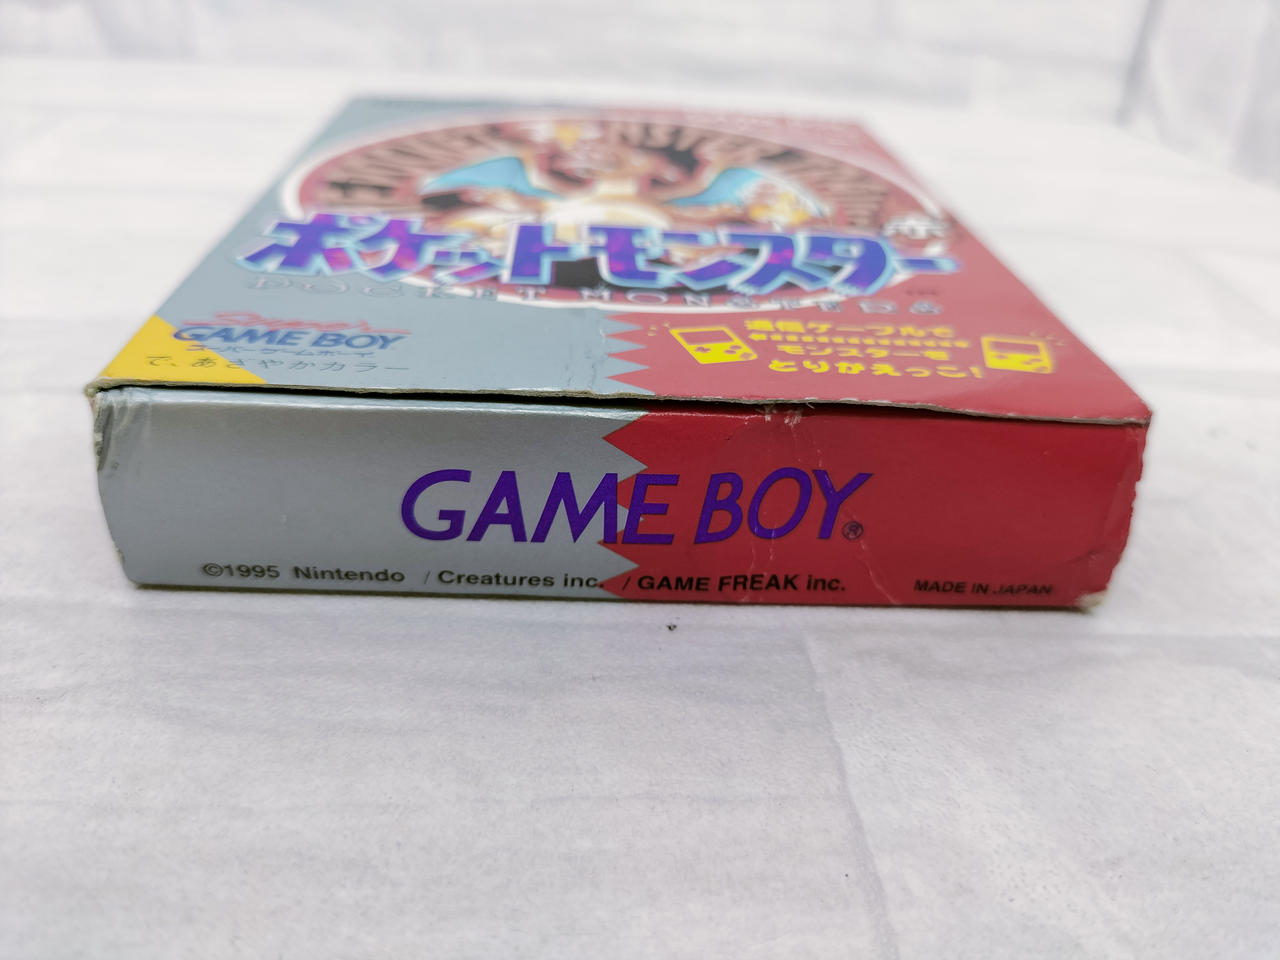 ポケットモンスター
POCKET MONSTERS
赤
Super
GAME BOY
スーパーゲームボーイ
で、あざやかカラー
通信ケーブルで
モンスターを
とりかえっこ!
GAME BOY®
©1995 Nintendo / Creatures inc. / GAME FREAK inc.
MADE IN JAPAN